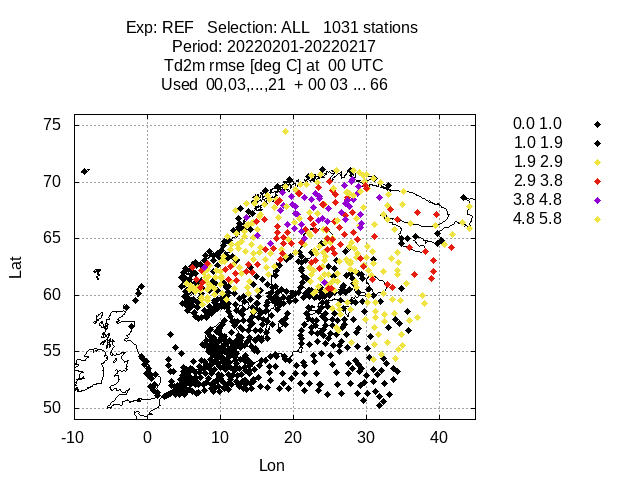 Exp: REF   Selection: ALL   1031 stations
Period: 20220201-20220217
Td2m rmse [deg C] at  00 UTC
Used  00,03,...,21  + 00 03 ... 66
0.0 1.0
1.0 1.9
1.9 2.9
2.9 3.8
3.8 4.8
4.8 5.8
75
70
65
60
55
50
Lat
-10 0 10 20 30 40
Lon